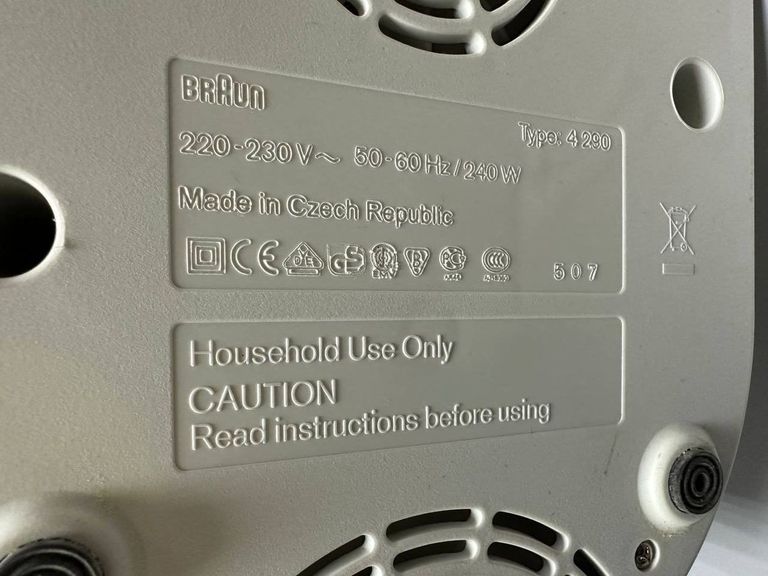 BRAUN
Type: 4 290
220-230 V~ 50-60 Hz / 240 W
Made in Czech Republic
CE
507
Household Use Only
CAUTION
Read instructions before using